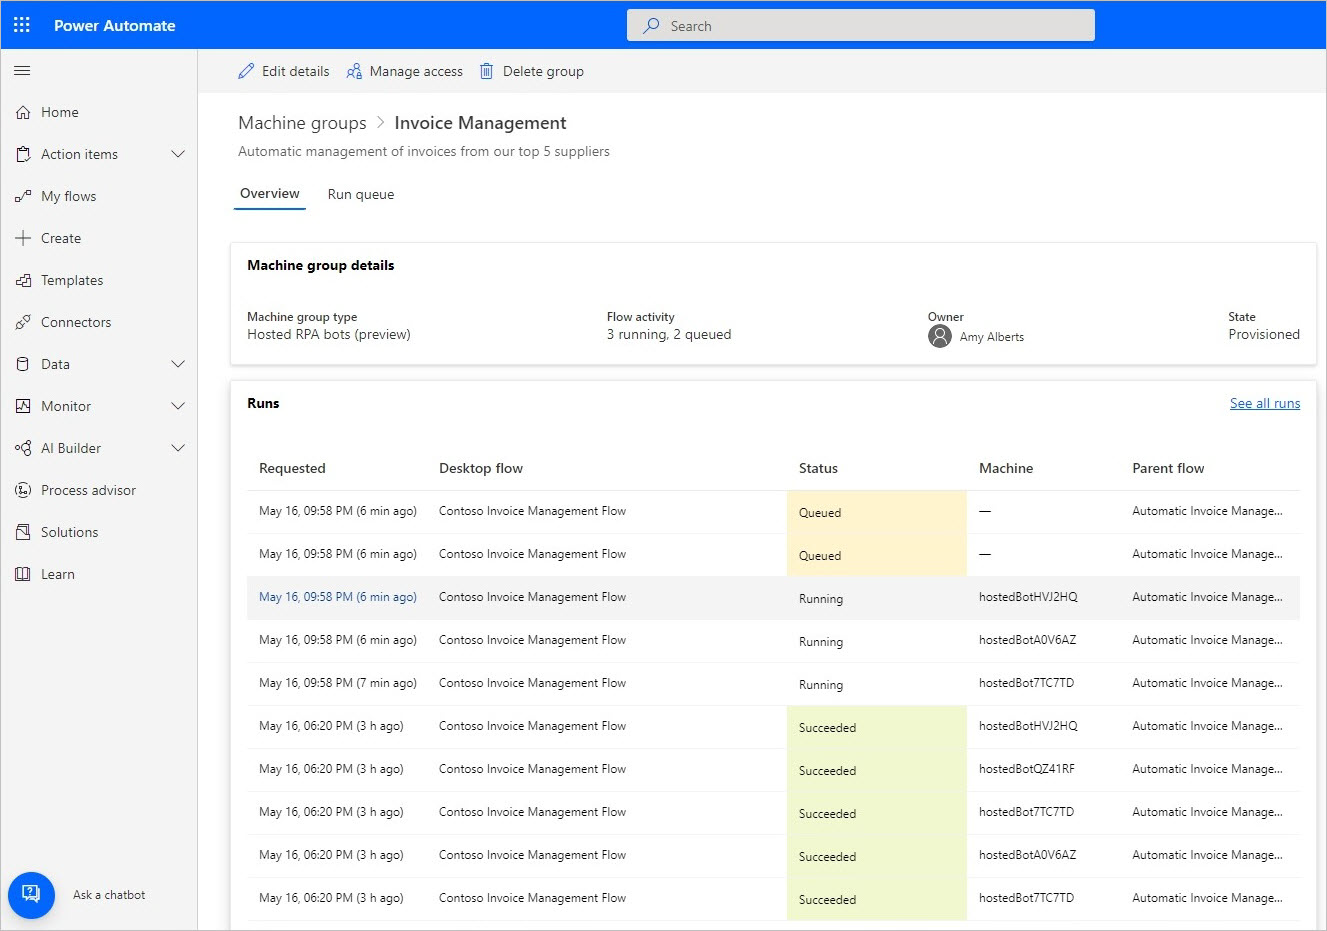 Power Automate
Search
Edit details Manage access Delete group
Home
Action items
My flows
Create
Templates
Connectors
Data
Monitor
AI Builder
Process advisor
Solutions
Learn
Ask a chatbot
Machine groups > Invoice Management
Automatic management of invoices from our top 5 suppliers
Overview Run queue
Machine group details
Machine group type Flow activity Owner State
Hosted RPA bots (preview) 3 running, 2 queued Amy Alberts Provisioned
Runs See all runs
Requested Desktop flow Status Machine Parent flow
May 16, 09:58 PM (6 min ago) Contoso Invoice Management Flow Queued — Automatic Invoice Manage...
May 16, 09:58 PM (6 min ago) Contoso Invoice Management Flow Queued — Automatic Invoice Manage...
May 16, 09:58 PM (6 min ago) Contoso Invoice Management Flow Running hostedBotHVJ2HQ Automatic Invoice Manage...
May 16, 09:58 PM (6 min ago) Contoso Invoice Management Flow Running hostedBotA0V6AZ Automatic Invoice Manage...
May 16, 09:58 PM (7 min ago) Contoso Invoice Management Flow Running hostedBot7TC7TD Automatic Invoice Manage...
May 16, 06:20 PM (3 h ago) Contoso Invoice Management Flow Succeeded hostedBotHVJ2HQ Automatic Invoice Manage...
May 16, 06:20 PM (3 h ago) Contoso Invoice Management Flow Succeeded hostedBotQZ41RF Automatic Invoice Manage...
May 16, 06:20 PM (3 h ago) Contoso Invoice Management Flow Succeeded hostedBot7TC7TD Automatic Invoice Manage...
May 16, 06:20 PM (3 h ago) Contoso Invoice Management Flow Succeeded hostedBotA0V6AZ Automatic Invoice Manage...
May 16, 06:20 PM (3 h ago) Contoso Invoice Management Flow Succeeded hostedBot7TC7TD Automatic Invoice Manage...